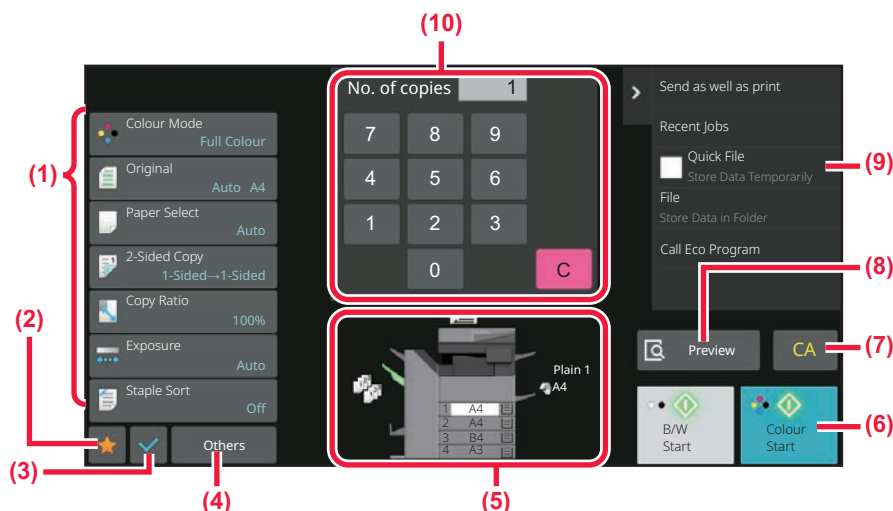 (10)
No. of copies 1
7 8 9
4 5 6
1 2 3
0 C
(1)
Colour Mode
Full Colour
Original
Auto A4
Paper Select
Auto
2-Sided Copy
1-Sided→1-Sided
Copy Ratio
100%
Exposure
Auto
Staple Sort
Off
(2)
(3)
Others
(4)
Plain 1
A4
1 A4
2 A4
3 B4
4 A3
(5)
Send as well as print
Recent Jobs
Quick File
Store Data Temporarily
(9)
File
Store Data in Folder
Call Eco Program
(8)
Preview
CA
(7)
B/W
Start
Colour
Start
(6)